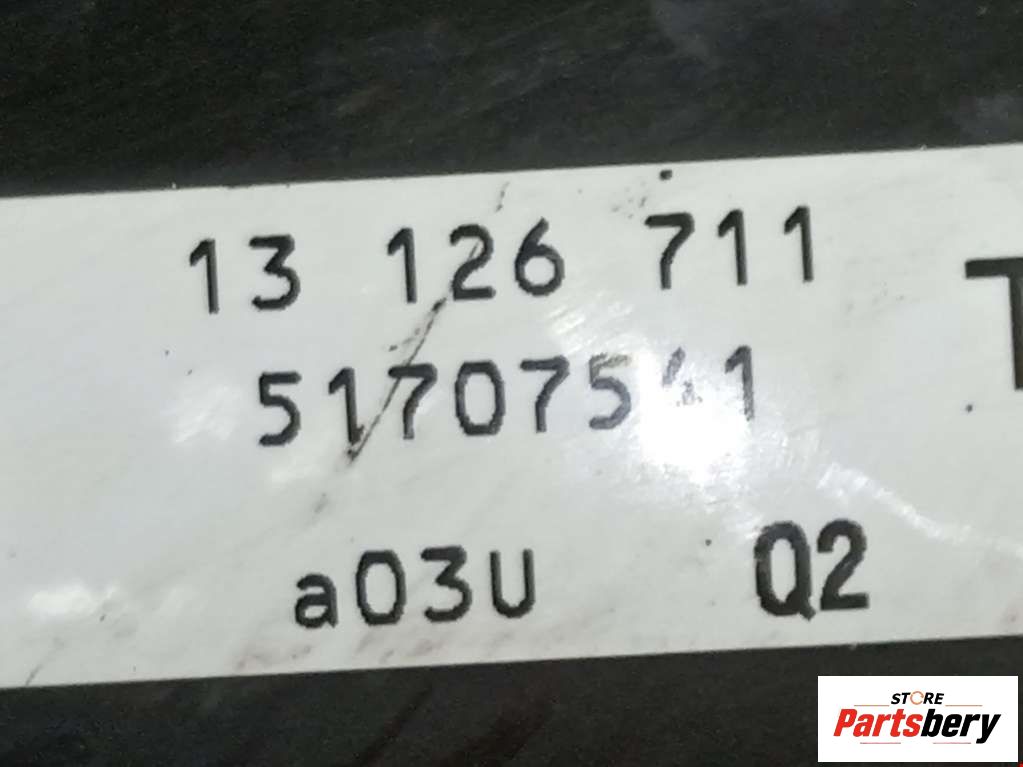 13 126 711
T
a03U Q2
STORE
Partsbery